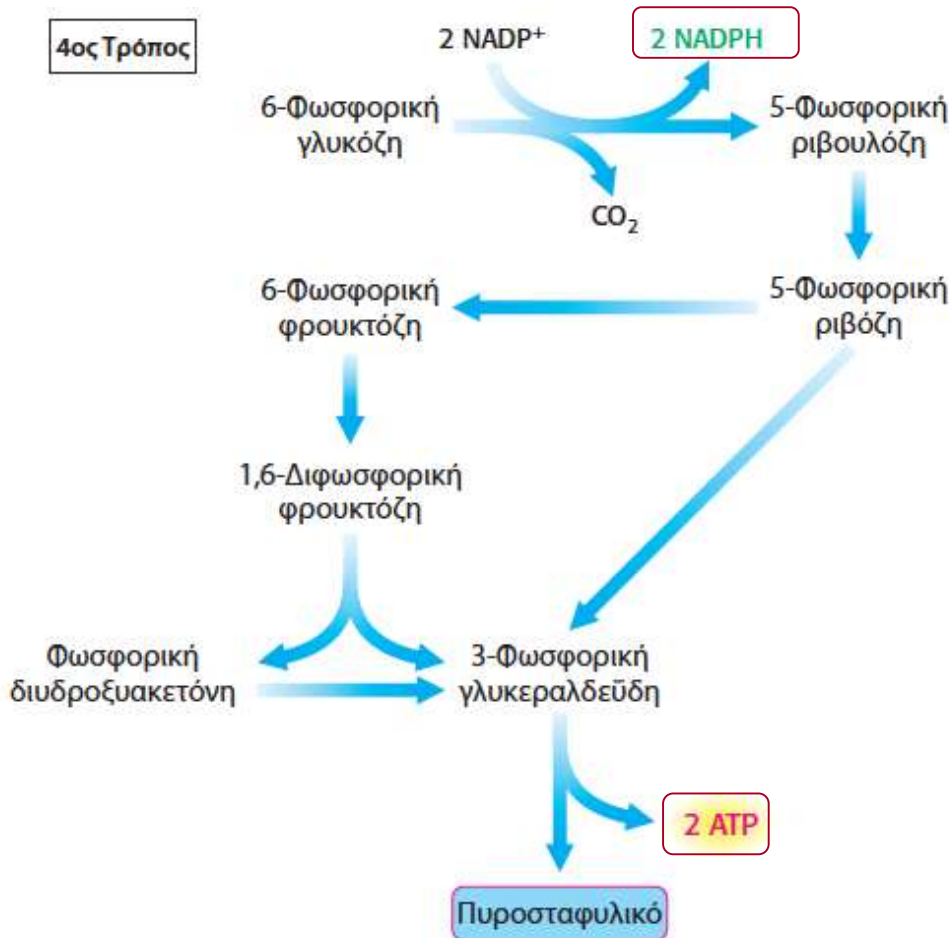 4ος Τρόπος
2 NADP⁺
2 NADPH
6-Φωσφορική
γλυκόζη
5-Φωσφορική
ριβουλόζη
CO₂
6-Φωσφορική
φρουκτόζη
5-Φωσφορική
ριβόζη
1,6-Διφωσφορική
φρουκτόζη
Φωσφορική
διυδροξυακετόνη
3-Φωσφορική
γλυκεραλδεΰδη
2 ATP
Πυροσταφυλικό